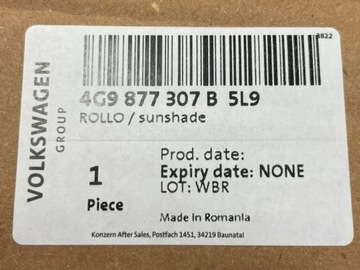 3822
VOLKSWAGEN
GROUP
4G9 877 307 B 5L9
ROLLO / sunshade
1
Piece
Prod. date:
Expiry date: NONE
LOT: WBR
Made in Romania
Konzern After Sales, Postfach 1451, 34219 Baunatal